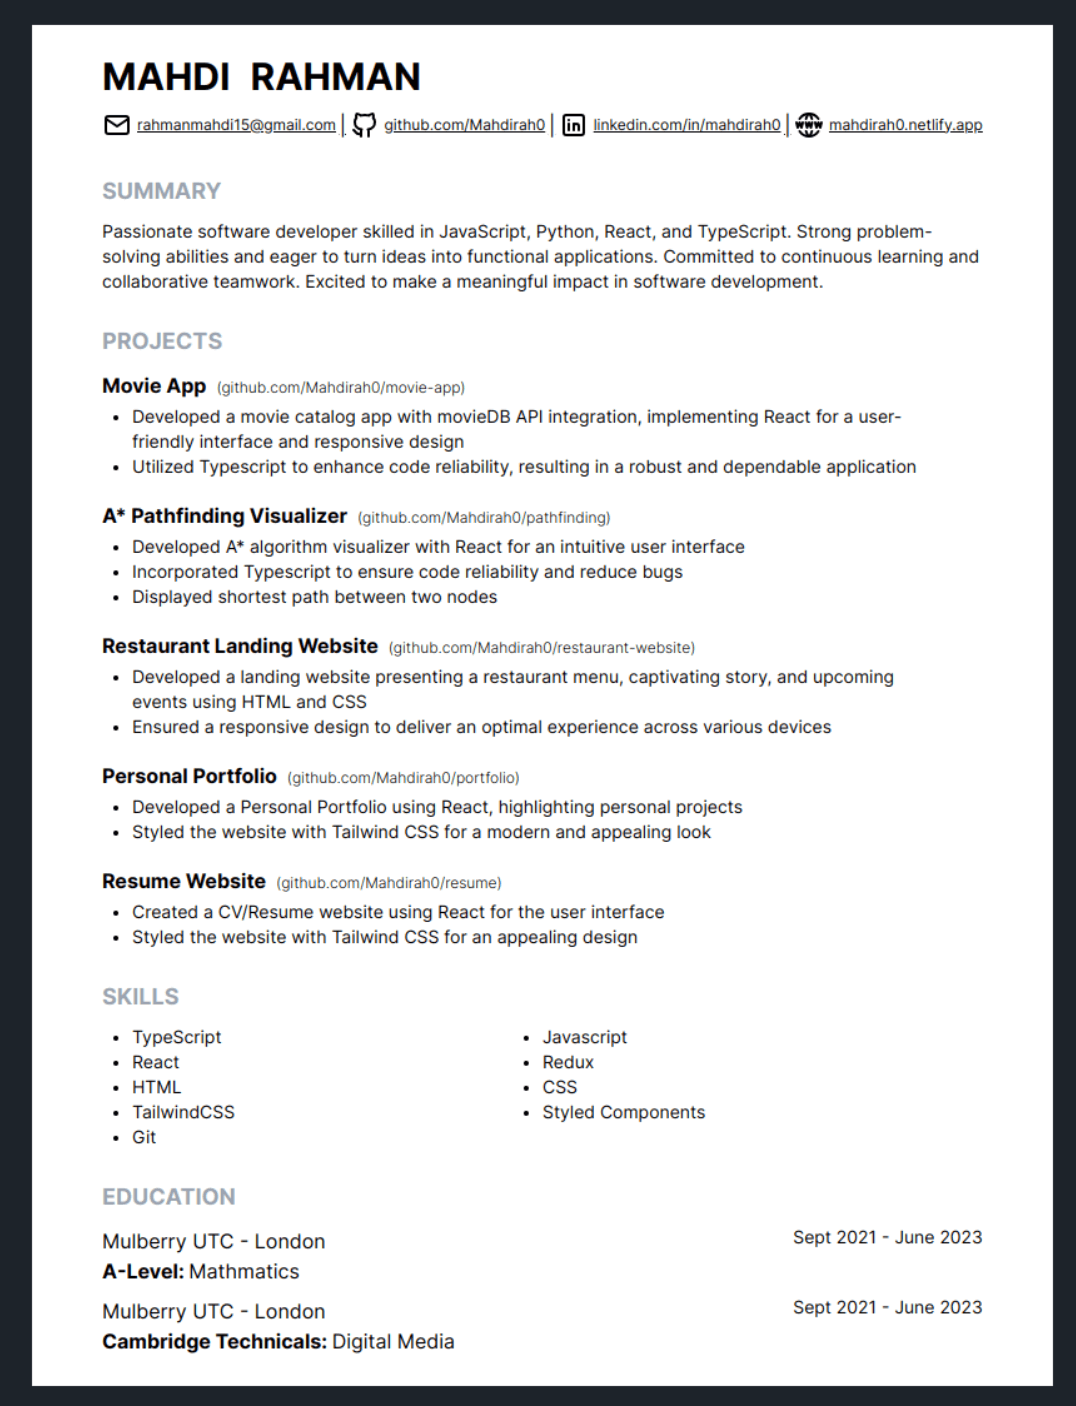 MAHDI RAHMAN
rahmanmahdi15@gmail.com | github.com/Mahdirah0 | linkedin.com/in/mahdirah0 | mahdirah0.netlify.app
SUMMARY
Passionate software developer skilled in JavaScript, Python, React, and TypeScript. Strong problem-
solving abilities and eager to turn ideas into functional applications. Committed to continuous learning and
collaborative teamwork. Excited to make a meaningful impact in software development.
PROJECTS
Movie App (github.com/Mahdirah0/movie-app)
• Developed a movie catalog app with movieDB API integration, implementing React for a user-
friendly interface and responsive design
• Utilized Typescript to enhance code reliability, resulting in a robust and dependable application
A* Pathfinding Visualizer (github.com/Mahdirah0/pathfinding)
• Developed A* algorithm visualizer with React for an intuitive user interface
• Incorporated Typescript to ensure code reliability and reduce bugs
• Displayed shortest path between two nodes
Restaurant Landing Website (github.com/Mahdirah0/restaurant-website)
• Developed a landing website presenting a restaurant menu, captivating story, and upcoming
events using HTML and CSS
• Ensured a responsive design to deliver an optimal experience across various devices
Personal Portfolio (github.com/Mahdirah0/portfolio)
• Developed a Personal Portfolio using React, highlighting personal projects
• Styled the website with Tailwind CSS for a modern and appealing look
Resume Website (github.com/Mahdirah0/resume)
• Created a CV/Resume website using React for the user interface
• Styled the website with Tailwind CSS for an appealing design
SKILLS
• TypeScript
• React
• HTML
• TailwindCSS
• Git
• Javascript
• Redux
• CSS
• Styled Components
EDUCATION
Mulberry UTC - London Sept 2021 - June 2023
A-Level: Mathmatics
Mulberry UTC - London Sept 2021 - June 2023
Cambridge Technicals: Digital Media